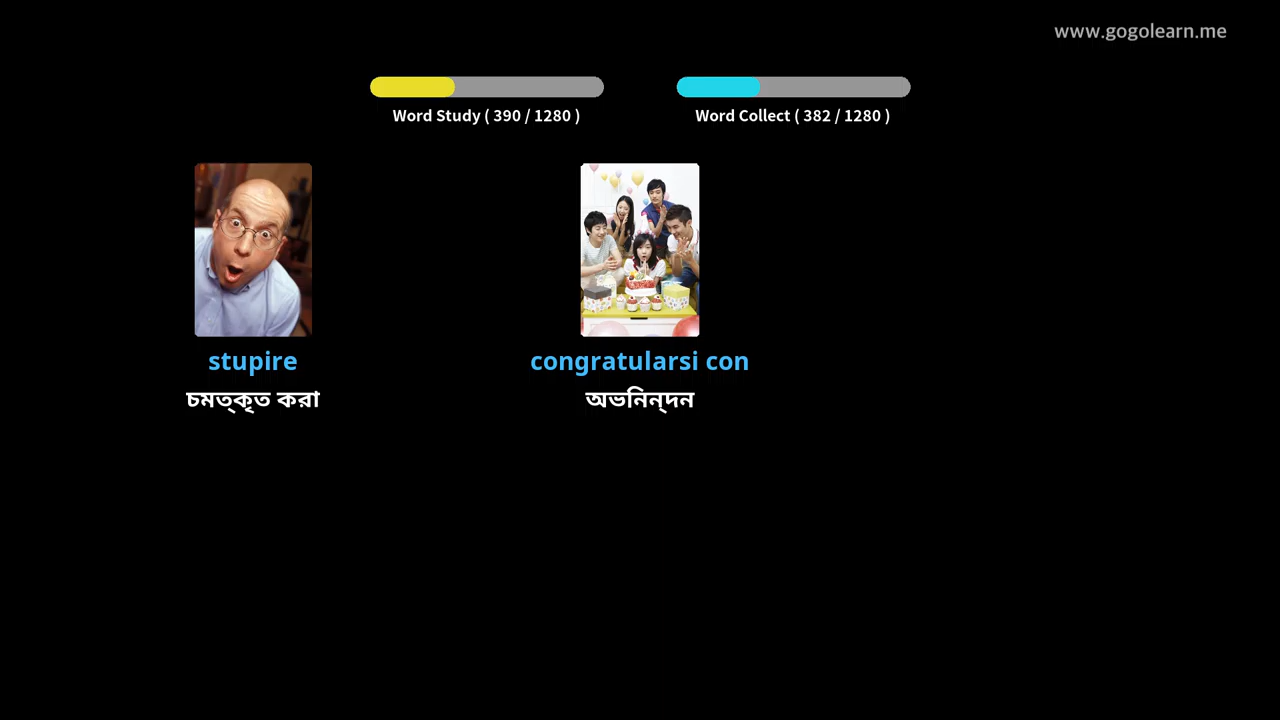 www.gogolearn.me
Word Study ( 390 / 1280 )
Word Collect ( 382 / 1280 )
stupire
congratularsi con
চমত্কৃত করা
অভিনন্দন